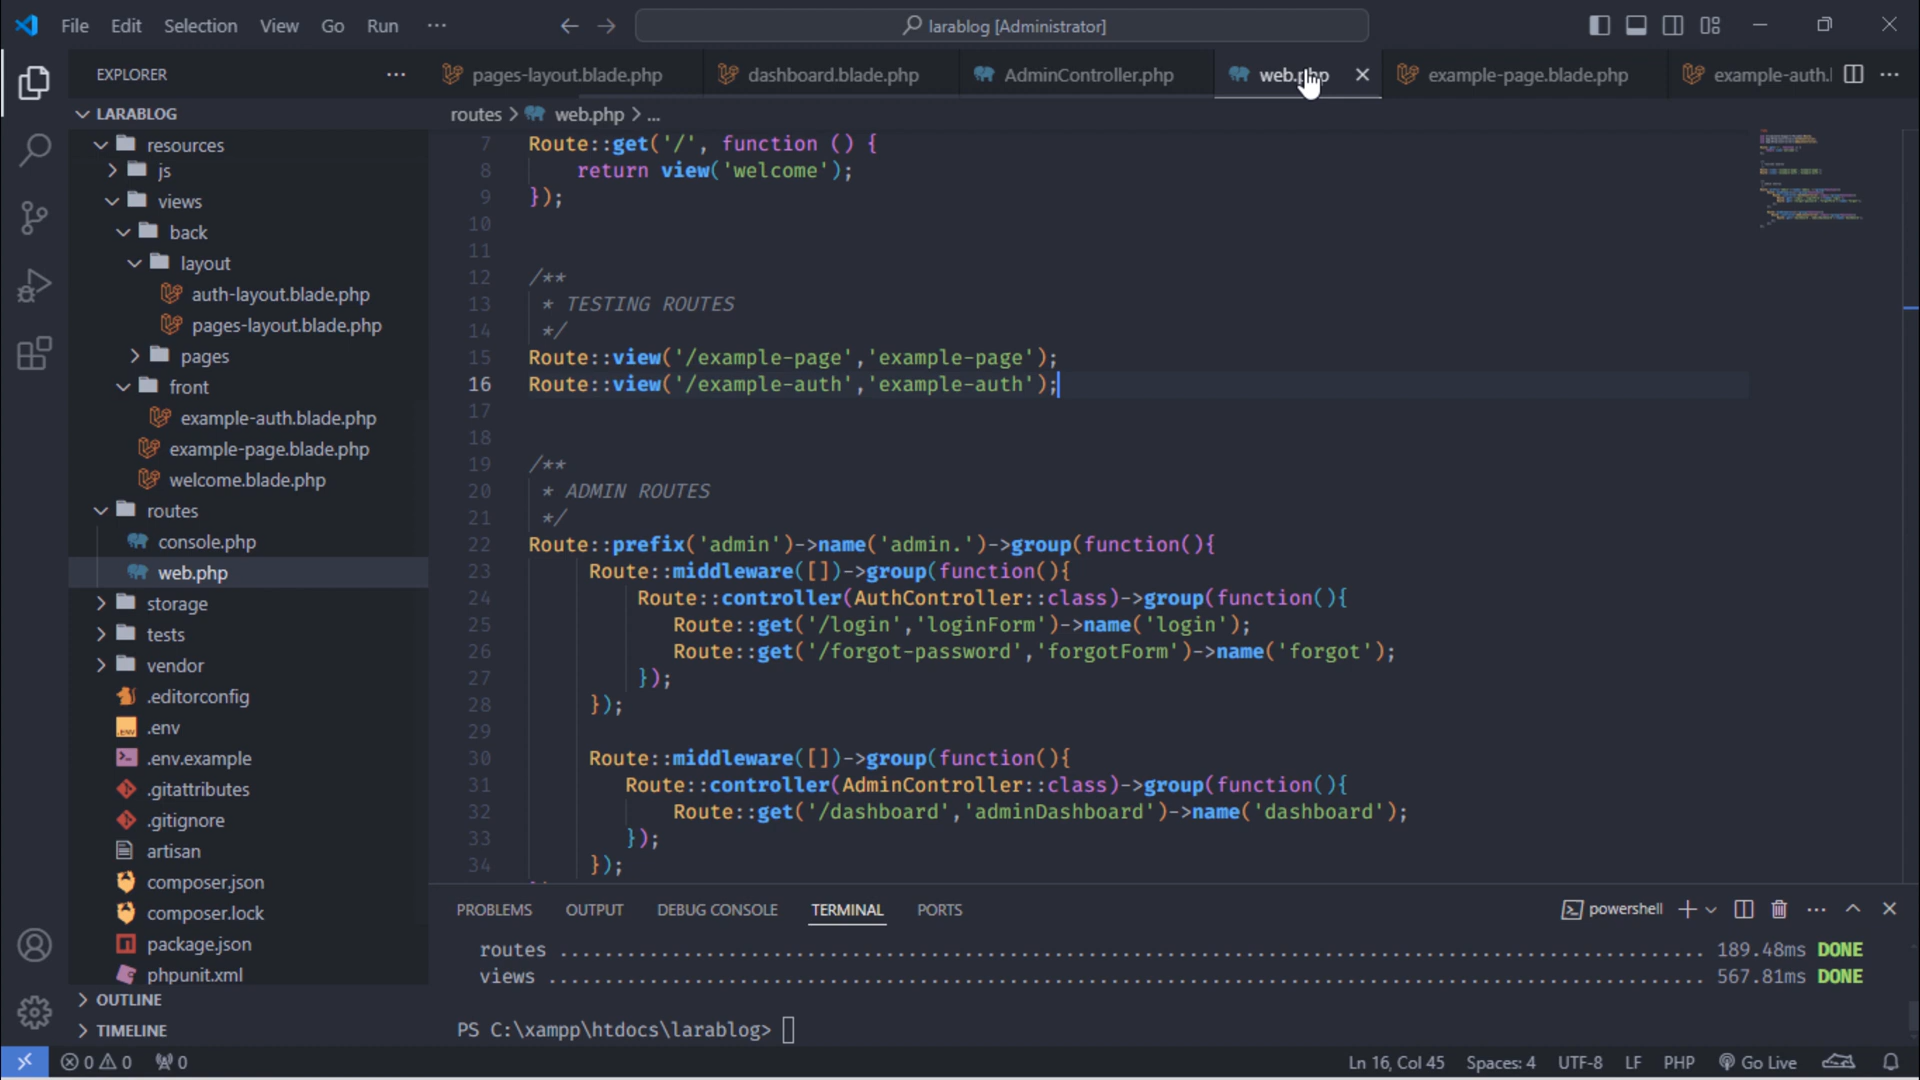 File Edit Selection View Go Run ···
larablog [Administrator]
EXPLORER ···
pages-layout.blade.php
dashboard.blade.php
AdminController.php
web.php
example-page.blade.php
example-auth.
LARABLOG
routes > web.php > ...
resources
js
views
back
layout
auth-layout.blade.php
pages-layout.blade.php
pages
front
example-auth.blade.php
example-page.blade.php
welcome.blade.php
routes
console.php
web.php
storage
tests
vendor
.editorconfig
.env
.env.example
.gitattributes
.gitignore
artisan
composer.json
composer.lock
package.json
phpunit.xml
OUTLINE
TIMELINE
7 Route::get('/', function () {
8 return view('welcome');
9 });
10
11
12 /**
13 * TESTING ROUTES
14 */
15 Route::view('/example-page','example-page');
16 Route::view('/example-auth','example-auth');
17
18
19 /**
20 * ADMIN ROUTES
21 */
22 Route::prefix('admin')->name('admin.')->group(function(){
23 Route::middleware([])->group(function(){
24 Route::controller(AuthController::class)->group(function(){
25 Route::get('/login','loginForm')->name('login');
26 Route::get('/forgot-password','forgotForm')->name('forgot');
27 });
28 });
29
30 Route::middleware([])->group(function(){
31 Route::controller(AdminController::class)->group(function(){
32 Route::get('/dashboard','adminDashboard')->name('dashboard');
33 });
34 });
PROBLEMS OUTPUT DEBUG CONSOLE TERMINAL PORTS
powershell
routes ........................................ 189.48ms DONE
views ........................................ 567.81ms DONE
PS C:\xampp\htdocs\larablog>
0 0 0
Ln 16, Col 45 Spaces: 4 UTF-8 LF PHP Go Live